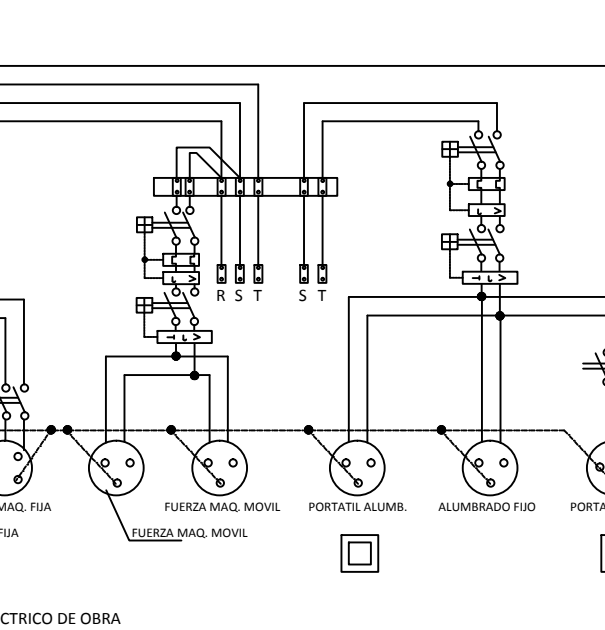 R S T S T
MAQ. FIJA FUERZA MAQ. MOVIL PORTATIL ALUMB. ALUMBRADO FIJO PORTA
FIJA FUERZA MAQ. MOVIL
CTRICO DE OBRA